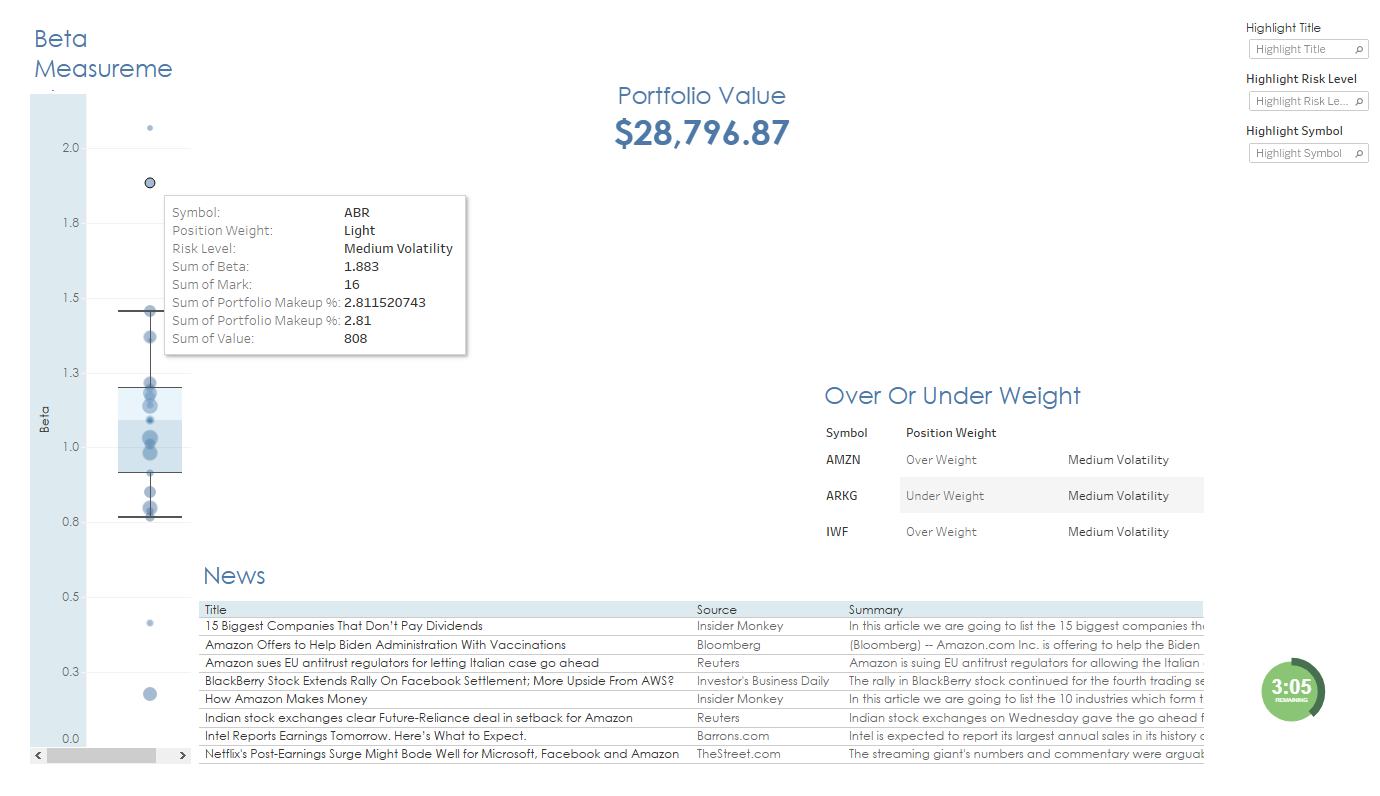 Beta
Measureme
2.0
1.8
1.5
1.3
1.0
0.8
0.5
0.3
0.0
Beta
Symbol: ABR
Position Weight: Light
Risk Level: Medium Volatility
Sum of Beta: 1.883
Sum of Mark: 16
Sum of Portfolio Makeup %: 2.811520743
Sum of Portfolio Makeup %: 2.81
Sum of Value: 808
Portfolio Value
$28,796.87
Highlight Title
Highlight Title
Highlight Risk Level
Highlight Risk Le...
Highlight Symbol
Highlight Symbol
Over Or Under Weight
Symbol Position Weight
AMZN Over Weight Medium Volatility
ARKG Under Weight Medium Volatility
IWF Over Weight Medium Volatility
News
Title Source Summary
15 Biggest Companies That Don't Pay Dividends Insider Monkey In this article we are going to list the 15 biggest companies th
Amazon Offers to Help Biden Administration With Vaccinations Bloomberg (Bloomberg) -- Amazon.com Inc. is offering to help the Biden
Amazon sues EU antitrust regulators for letting Italian case go ahead Reuters Amazon is suing EU antitrust regulators for allowing the Italian
BlackBerry Stock Extends Rally On Facebook Settlement; More Upside From AWS? Investor's Business Daily The rally in BlackBerry stock continued for the fourth trading se
How Amazon Makes Money Insider Monkey In this article we are going to list the 10 industries which form t
Indian stock exchanges clear Future-Reliance deal in setback for Amazon Reuters Indian stock exchanges on Wednesday gave the go ahead f
Intel Reports Earnings Tomorrow. Here's What to Expect. Barrons.com Intel is expected to report its largest annual sales in its history
Netflix's Post-Earnings Surge Might Bode Well for Microsoft, Facebook and Amazon TheStreet.com The streaming giant's numbers and commentary were arguab
3:05
REMAINING